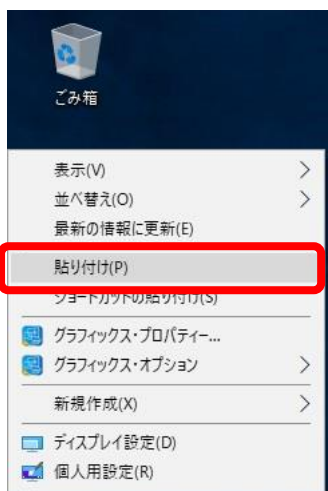 ごみ箱
表示(V)
並べ替え(O)
最新の情報に更新(E)
貼り付け(P)
ショートカットの貼り付け(S)
グラフィックス・プロパティー...
グラフィックス・オプション
新規作成(X)
ディスプレイ設定(D)
個人用設定(R)